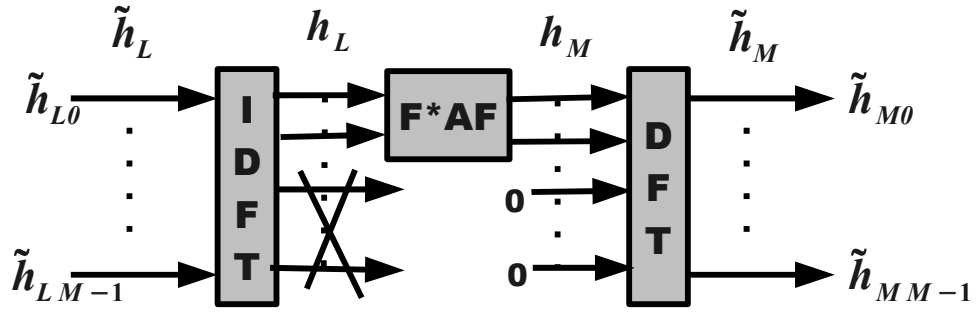 h̃_L h_L h_M h̃_M
h̃_L0 I D F T F*AF D F T h̃_M0
0
h̃_L M−1 0 h̃_M M−1